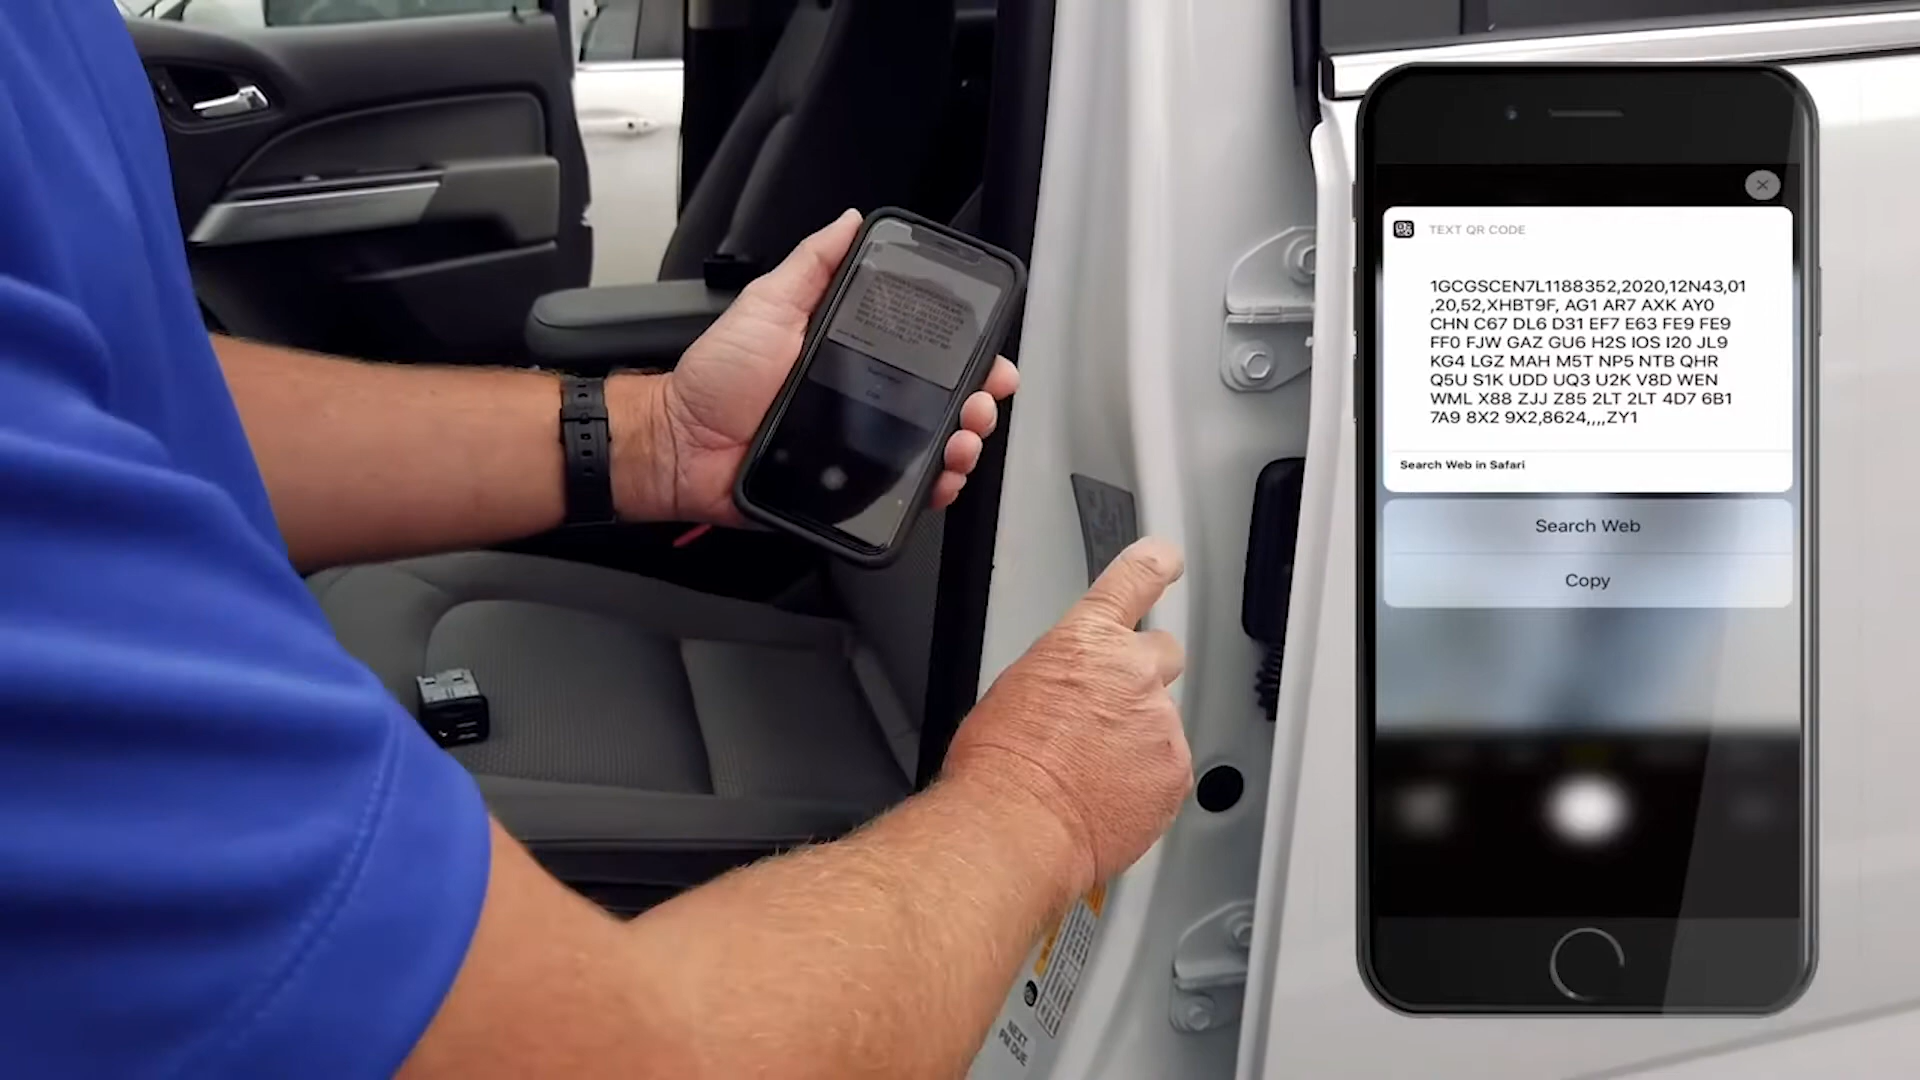 TEXT QR CODE
1GCGSCEN7L1188352,2020,12N43,01
,20,52,XHBT9F, AG1 AR7 AXK AY0
CHN C67 DL6 D31 EF7 E63 FE9 FE9
FF0 FJW GAZ GU6 H2S IOS I20 JL9
KG4 LGZ MAH M5T NP5 NTB QHR
Q5U S1K UDD UQ3 U2K V8D WEN
WML X88 ZJJ Z85 2LT 2LT 4D7 6B1
7A9 8X2 9X2,8624,,,,ZY1
Search Web in Safari
Search Web
Copy
NEXT
PM DUE